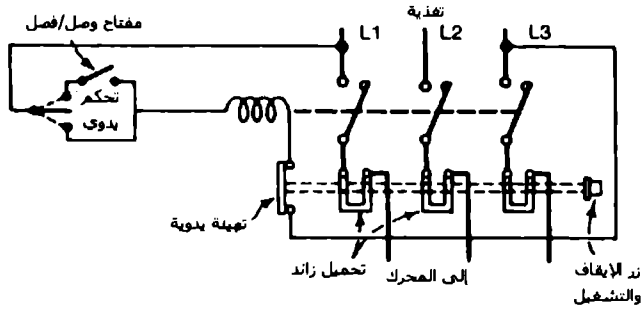 تغذية
مفتاح وصل/فصل
L1
L2
L3
تحكم
يدوي
تهيئة يدوية
تحميل زائد
إلى المحرك
زر الإيقاف
والتشغيل